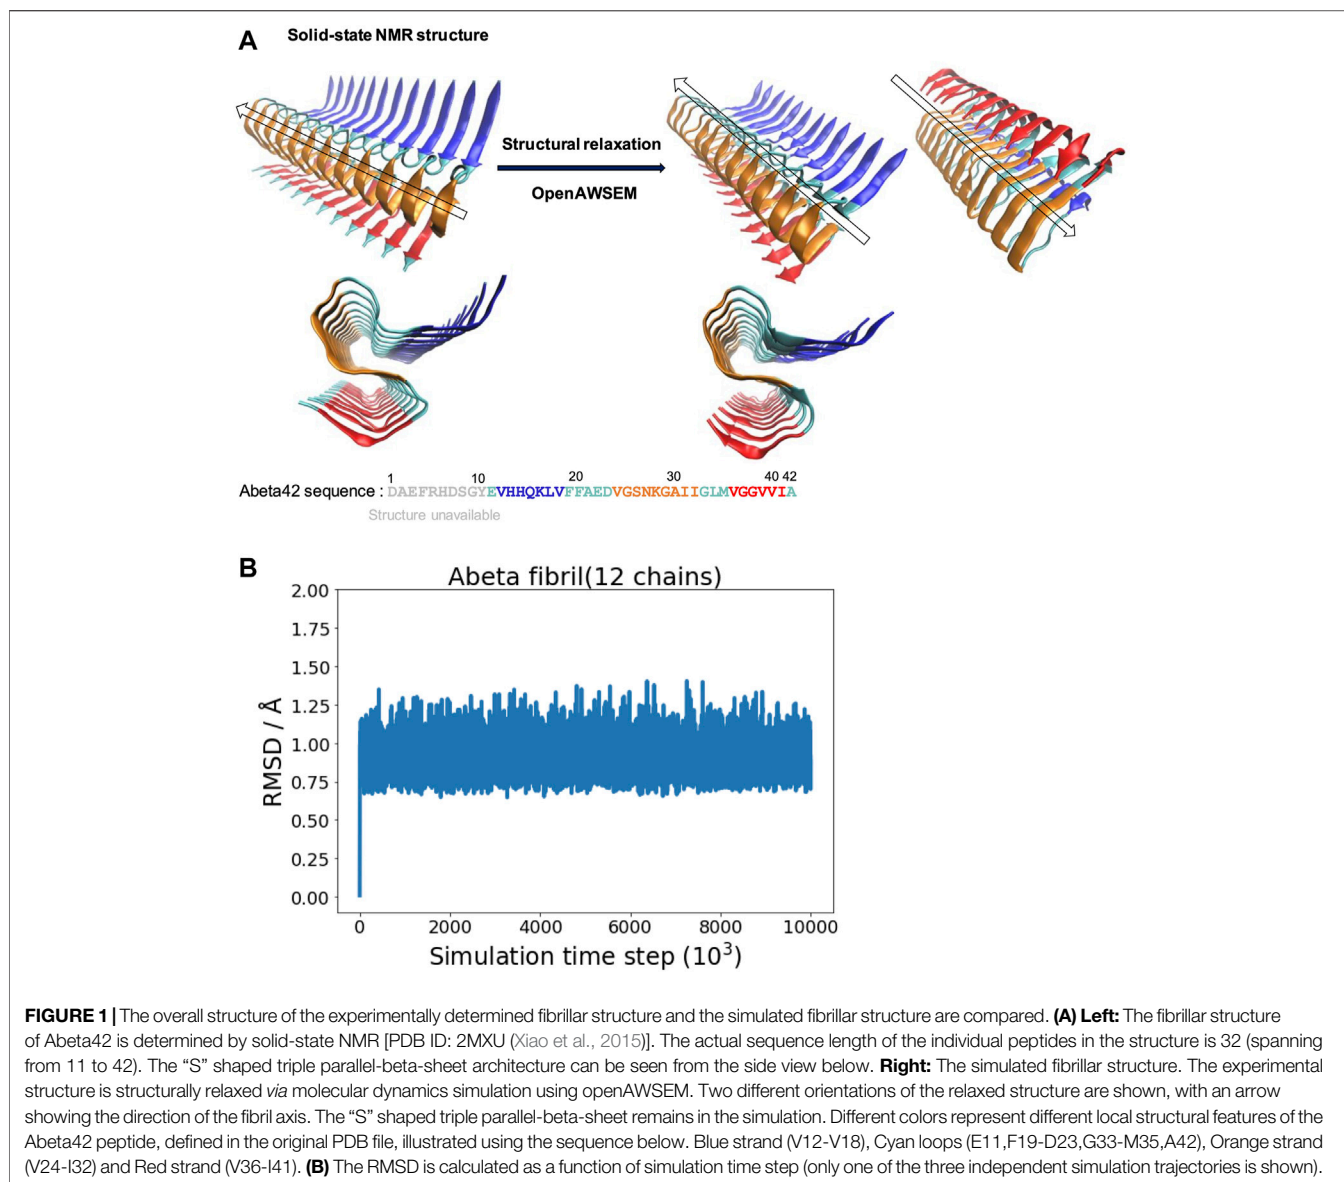 A
Solid-state NMR structure
Structural relaxation
OpenAWSEM
1 10 20 30 40 42
Abeta42 sequence : DAEFRHDSGYEVHHQKLVFFAEDVGSNKGAIIGLMVGGVVIA
Structure unavailable
B
Abeta fibril(12 chains)
2.00
1.75
1.50
1.25
1.00
0.75
0.50
0.25
0.00
RMSD / Å
0 2000 4000 6000 8000 10000
Simulation time step (10³)
FIGURE 1 | The overall structure of the experimentally determined fibrillar structure and the simulated fibrillar structure are compared. (A) Left: The fibrillar structure
of Abeta42 is determined by solid-state NMR [PDB ID: 2MXU (Xiao et al., 2015)]. The actual sequence length of the individual peptides in the structure is 32 (spanning
from 11 to 42). The “S” shaped triple parallel-beta-sheet architecture can be seen from the side view below. Right: The simulated fibrillar structure. The experimental
structure is structurally relaxed via molecular dynamics simulation using openAWSEM. Two different orientations of the relaxed structure are shown, with an arrow
showing the direction of the fibril axis. The “S” shaped triple parallel-beta-sheet remains in the simulation. Different colors represent different local structural features of the
Abeta42 peptide, defined in the original PDB file, illustrated using the sequence below. Blue strand (V12-V18), Cyan loops (E11,F19-D23,G33-M35,A42), Orange strand
(V24-I32) and Red strand (V36-I41). (B) The RMSD is calculated as a function of simulation time step (only one of the three independent simulation trajectories is shown).